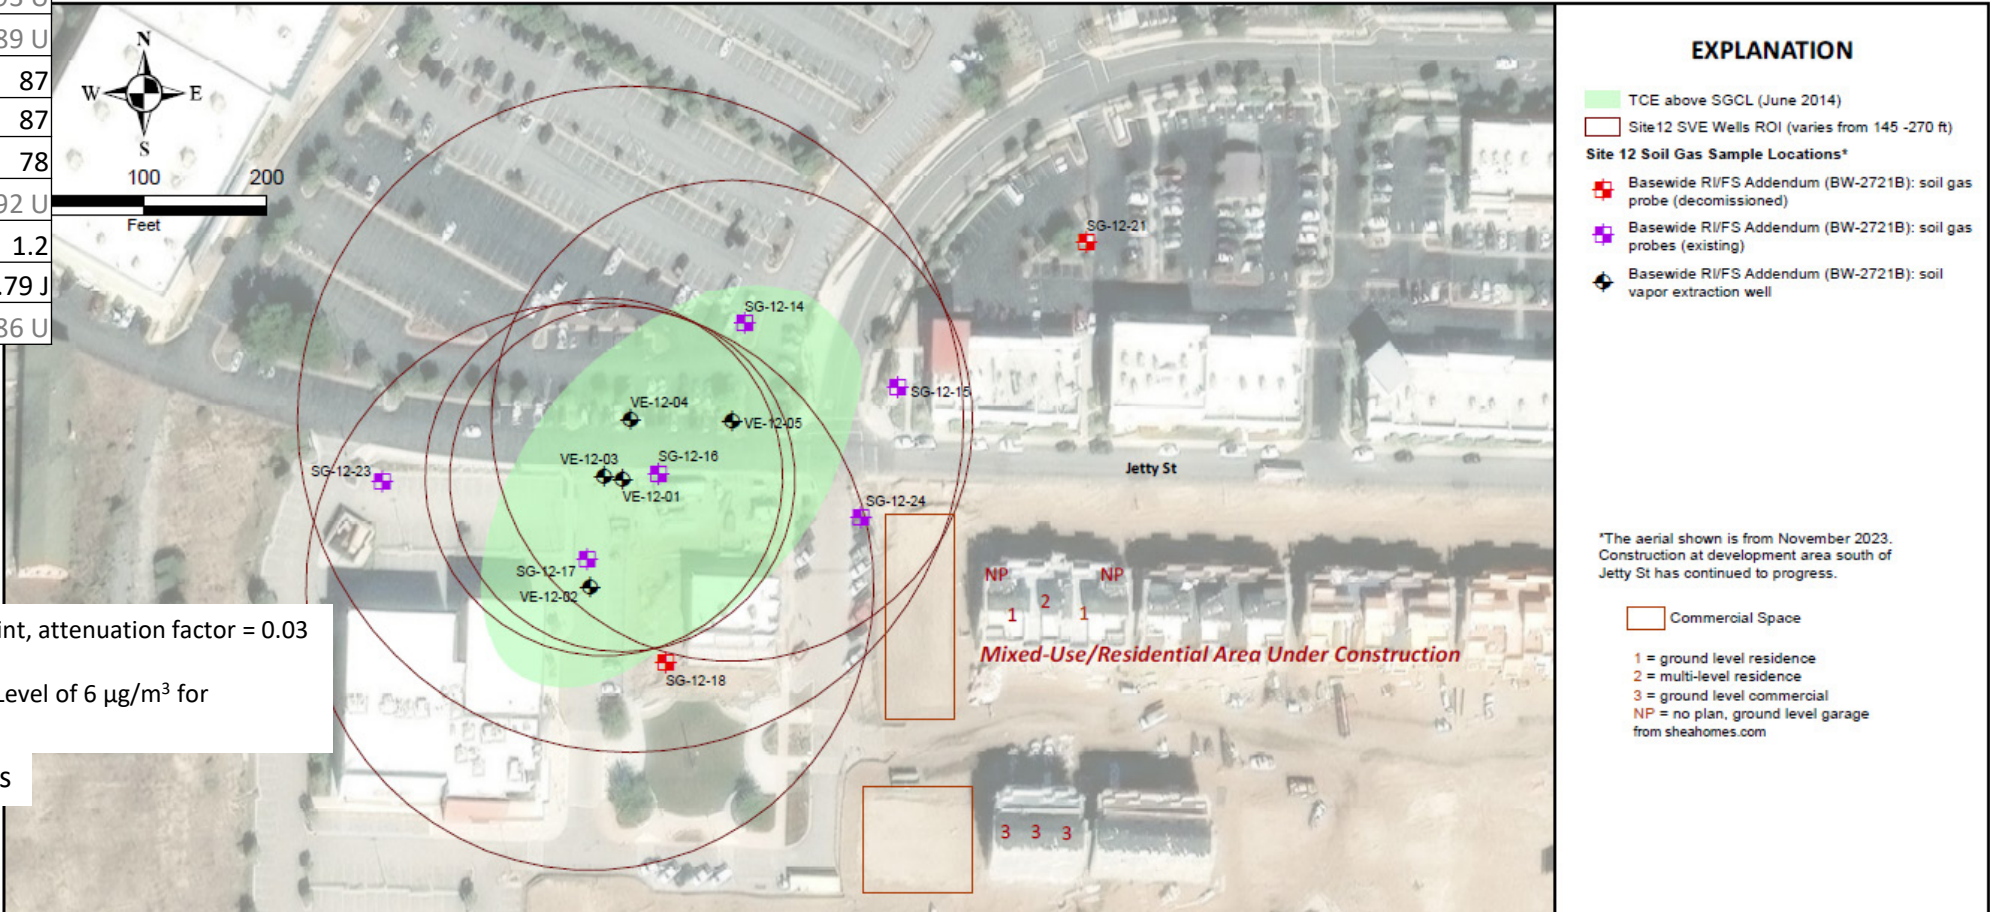 89 U
87
87
78
92 U
1.2
.79 J
86 U
N
W E
S
100 200
Feet
SG-12-21
SG-12-14
SG-12-15
VE-12-04
VE-12-05
VE-12-03
SG-12-16
VE-12-01
SG-12-23
SG-12-24
SG-12-17
VE-12-02
SG-12-18
Jetty St
NP NP
1 2 1
Mixed-Use/Residential Area Under Construction
3 3 3
int, attenuation factor = 0.03
Level of 6 µg/m³ for
s
EXPLANATION
TCE above SGCL (June 2014)
Site12 SVE Wells ROI (varies from 145 -270 ft)
Site 12 Soil Gas Sample Locations*
Basewide RI/FS Addendum (BW-2721B): soil gas
probe (decomissioned)
Basewide RI/FS Addendum (BW-2721B): soil gas
probes (existing)
Basewide RI/FS Addendum (BW-2721B): soil
vapor extraction well
*The aerial shown is from November 2023.
Construction at development area south of
Jetty St has continued to progress.
Commercial Space
1 = ground level residence
2 = multi-level residence
3 = ground level commercial
NP = no plan, ground level garage
from sheahomes.com